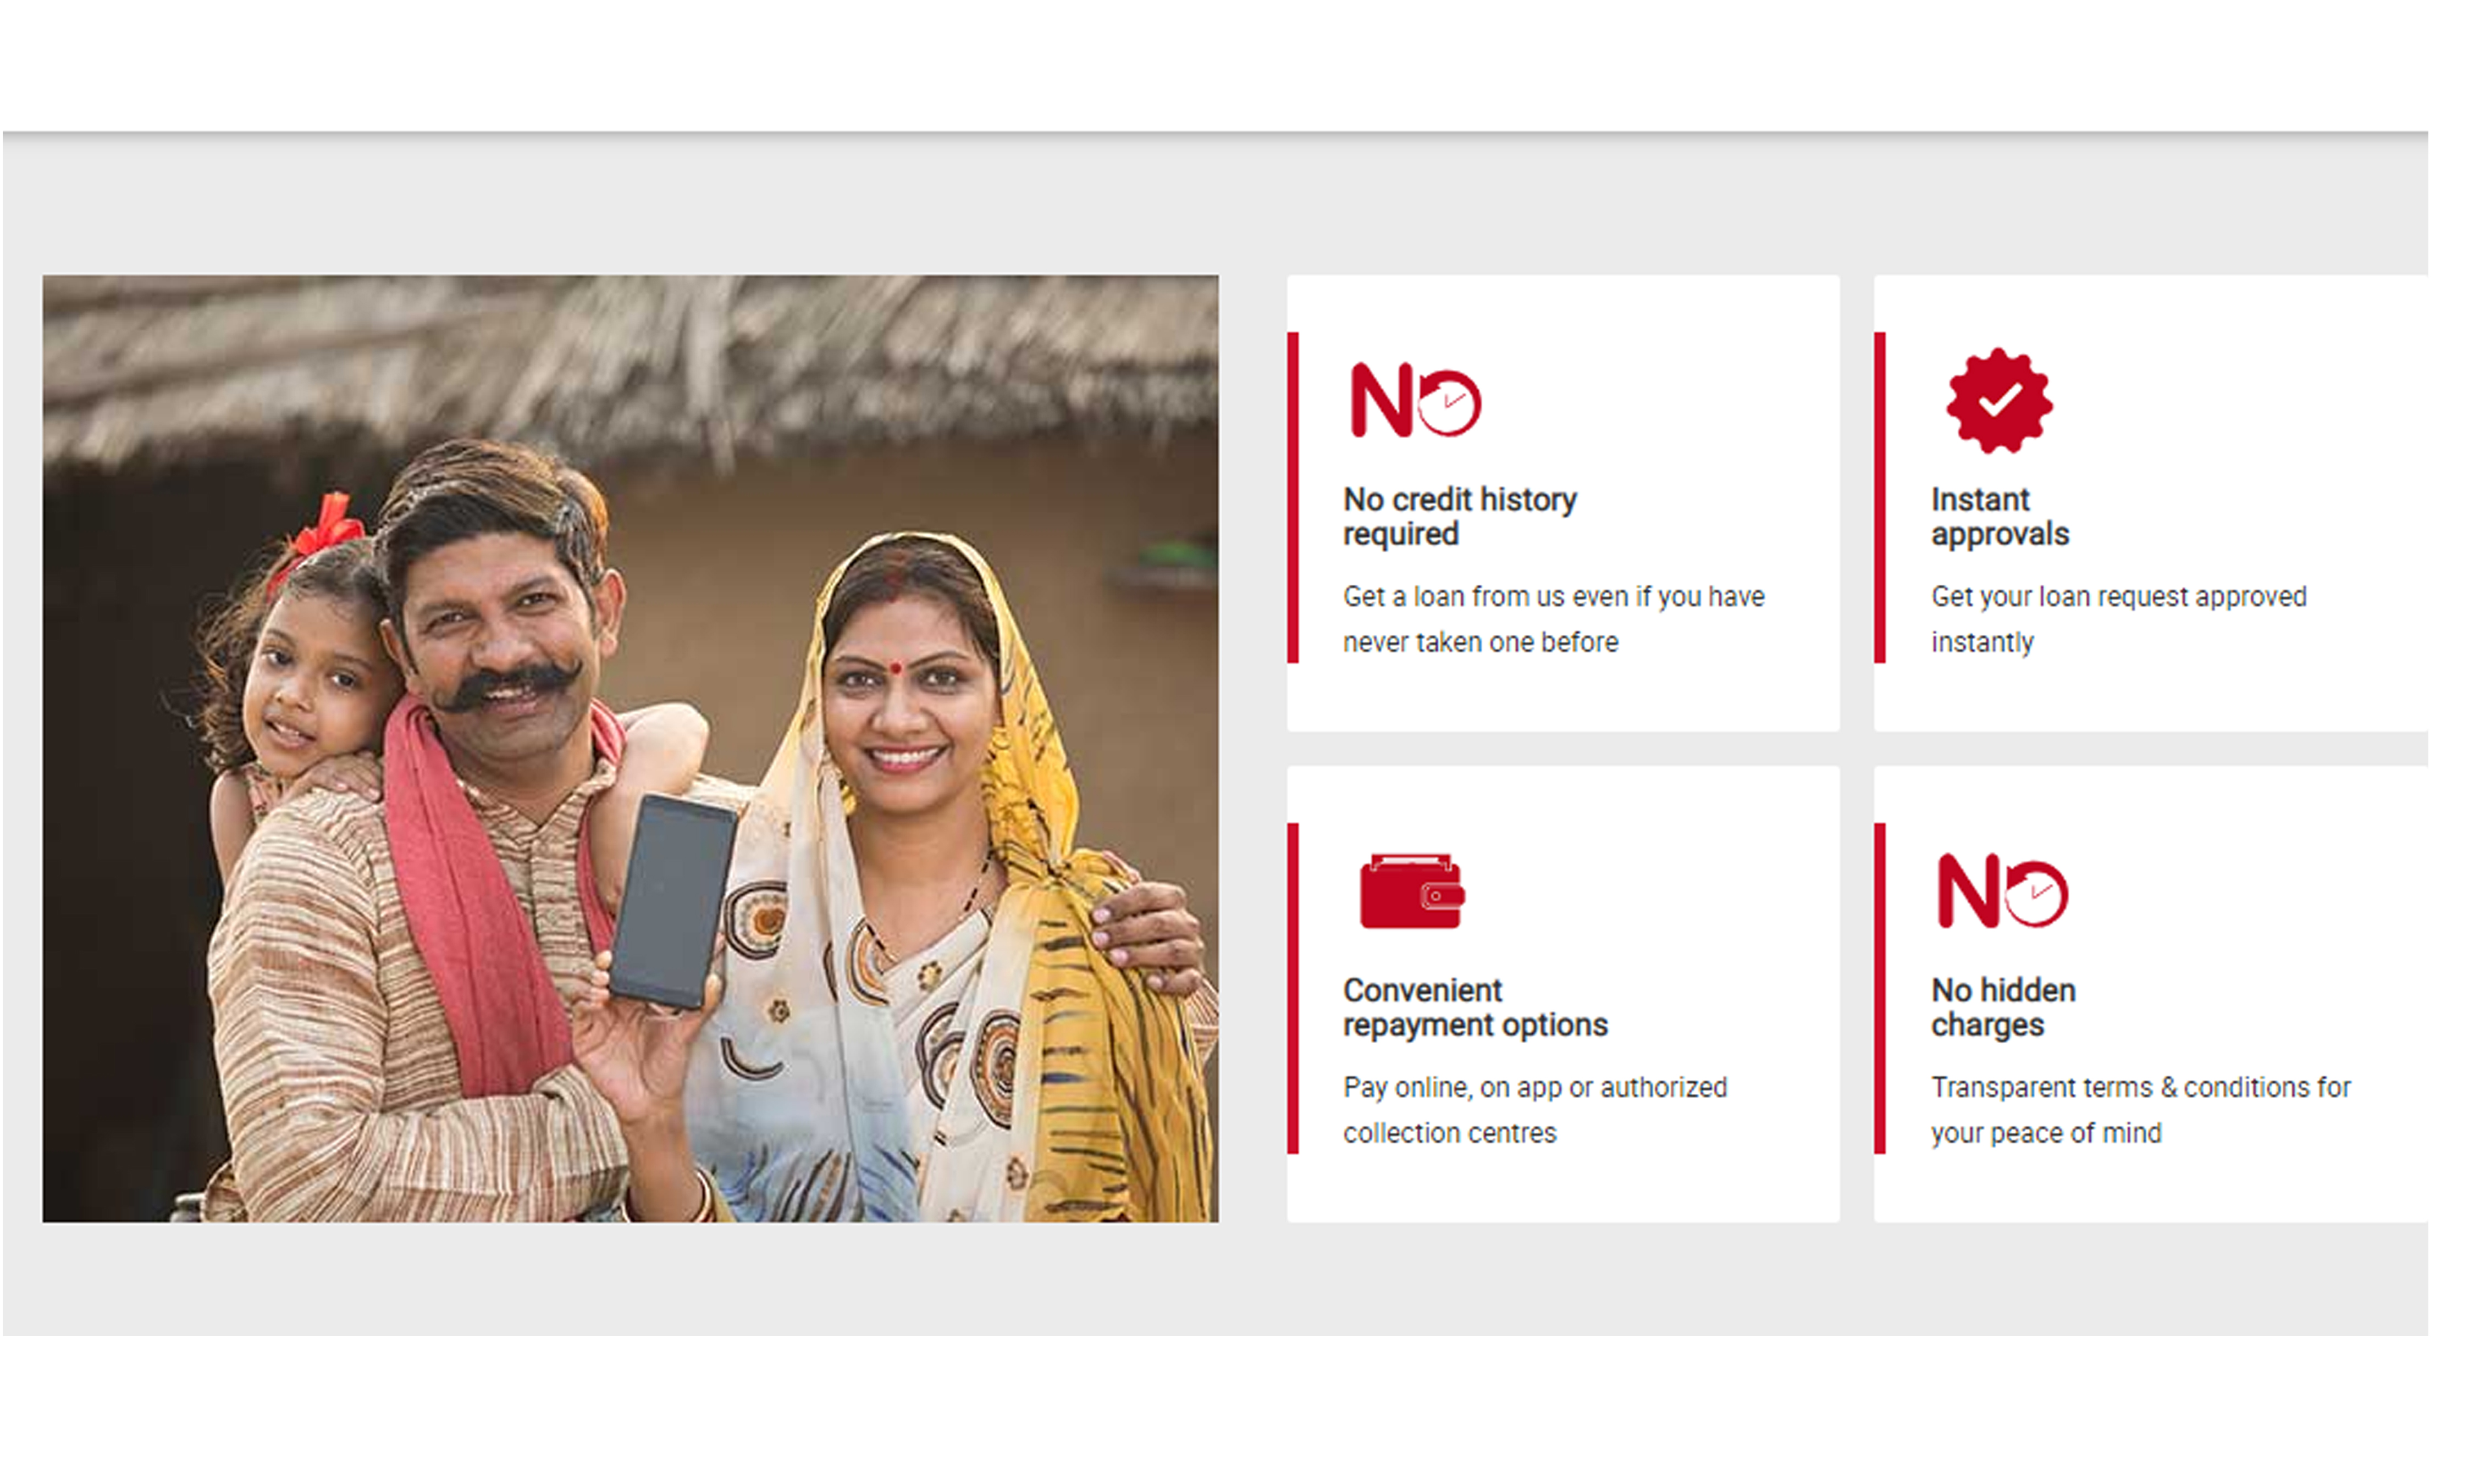 NO
No credit history
required
Get a loan from us even if you have
never taken one before
Instant
approvals
Get your loan request approved
instantly
Convenient
repayment options
Pay online, on app or authorized
collection centres
NO
No hidden
charges
Transparent terms & conditions for
your peace of mind